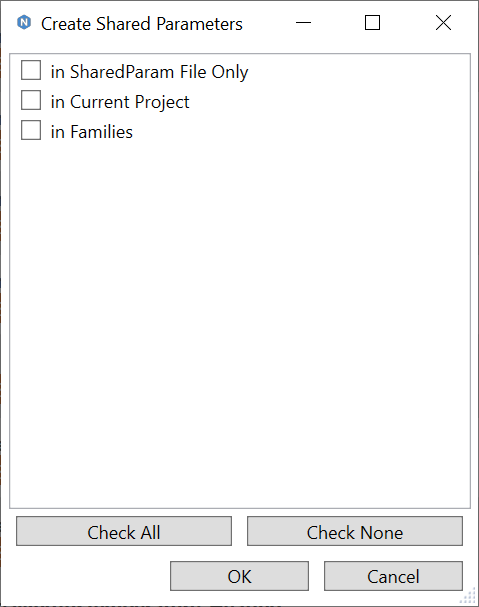 N
Create Shared Parameters
in SharedParam File Only
in Current Project
in Families
Check All
Check None
OK
Cancel